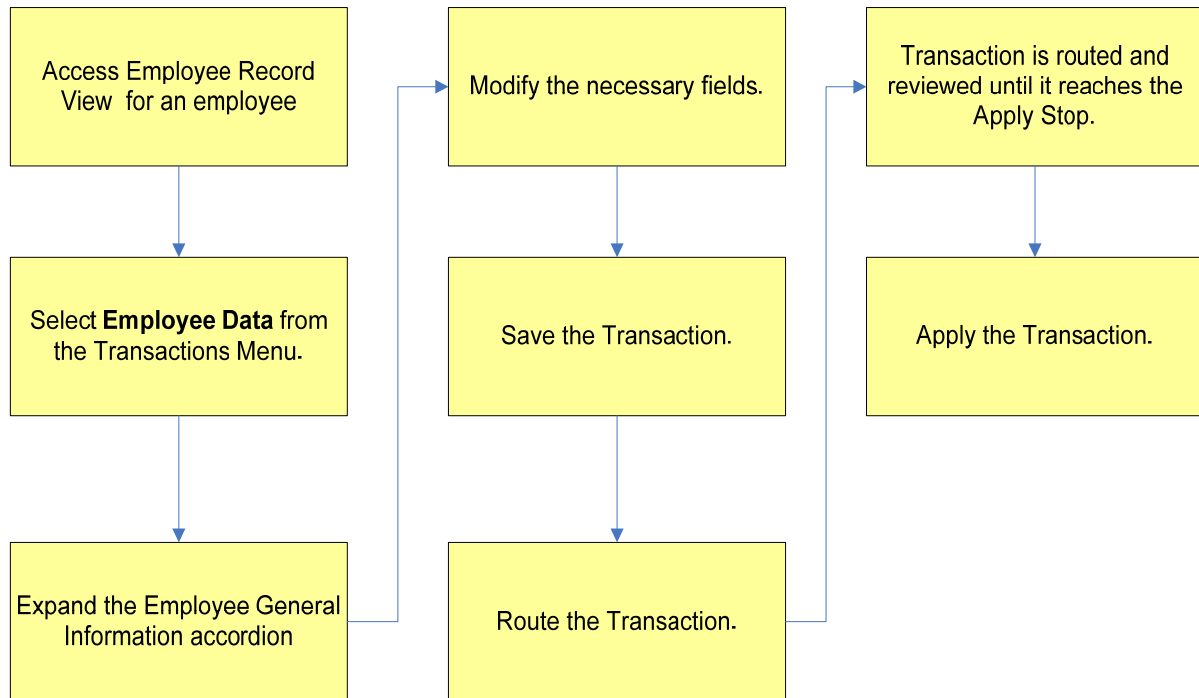 Access Employee Record
View for an employee
Select Employee Data from
the Transactions Menu.
Expand the Employee General
Information accordion
Modify the necessary fields.
Save the Transaction.
Route the Transaction.
Transaction is routed and
reviewed until it reaches the
Apply Stop.
Apply the Transaction.